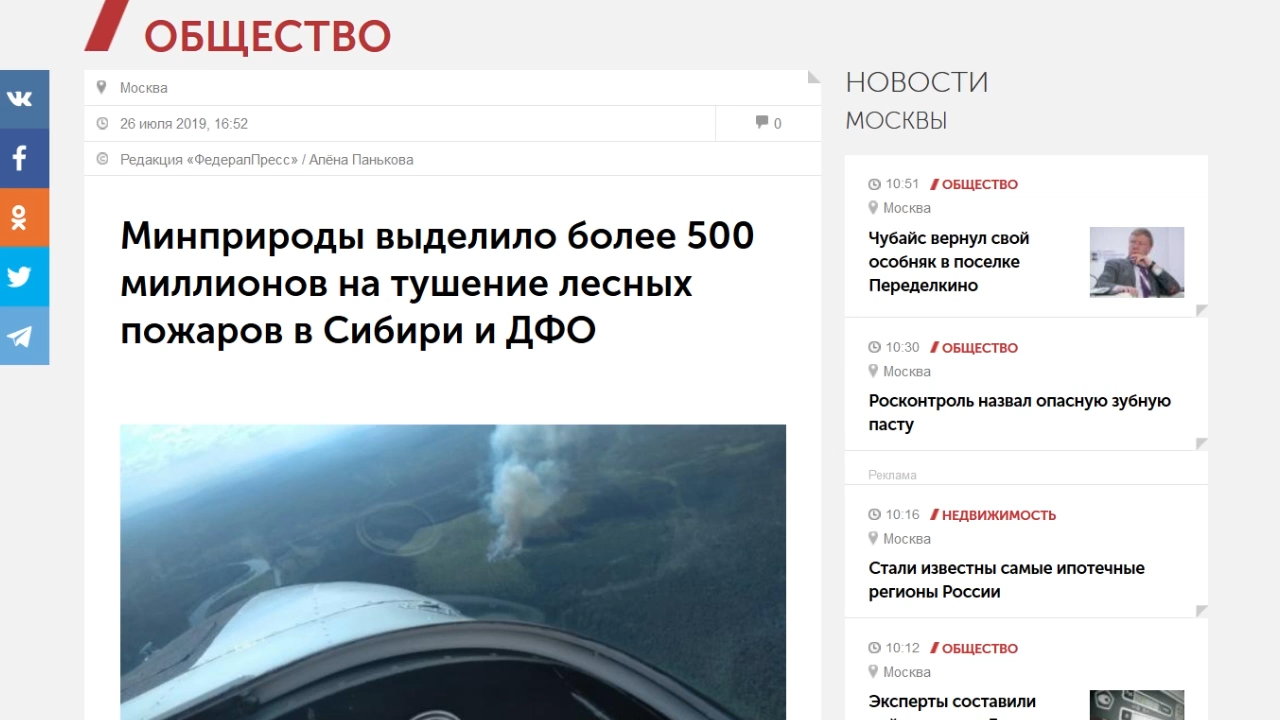 ОБЩЕСТВО
Москва
26 июля 2019, 16:52
0
Редакция «ФедералПресс» / Алёна Панькова
Минприроды выделило более 500
миллионов на тушение лесных
пожаров в Сибири и ДФО
НОВОСТИ
МОСКВЫ
10:51 ОБЩЕСТВО
Москва
Чубайс вернул свой
особняк в поселке
Переделкино
10:30 ОБЩЕСТВО
Москва
Росконтроль назвал опасную зубную
пасту
Реклама
10:16 НЕДВИЖИМОСТЬ
Москва
Стали известны самые ипотечные
регионы России
10:12 ОБЩЕСТВО
Москва
Эксперты составили